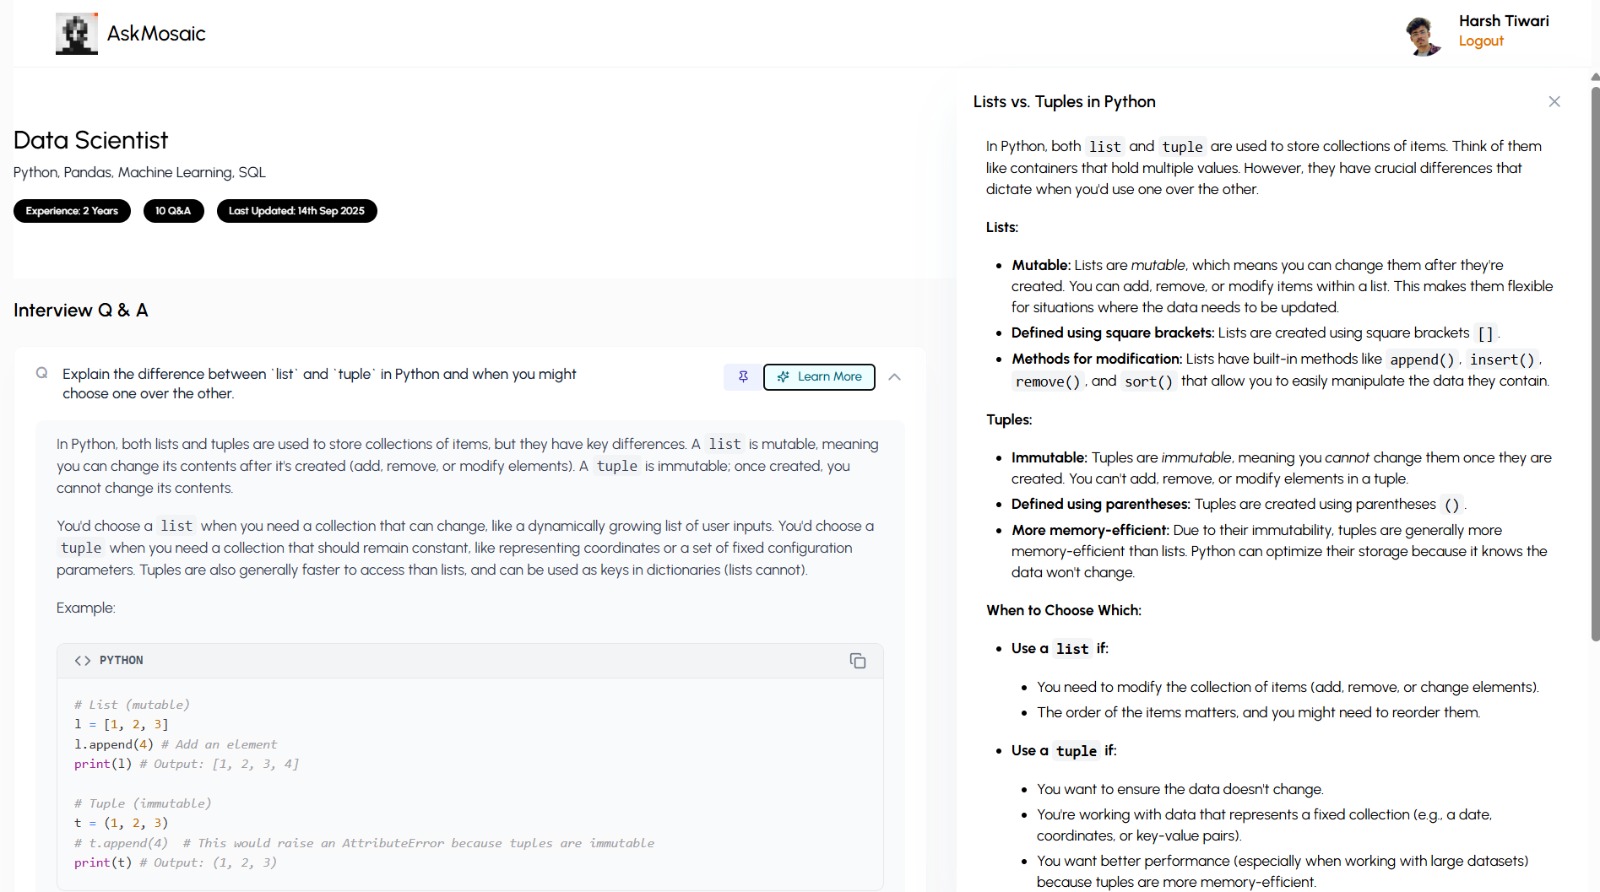 AskMosaic
Harsh Tiwari
Logout
Data Scientist
Python, Pandas, Machine Learning, SQL
Experience: 2 Years
10 Q&A
Last Updated: 14th Sep 2025
Interview Q & A
Q
Explain the difference between `list` and `tuple` in Python and when you might
choose one over the other.
Learn More
In Python, both lists and tuples are used to store collections of items, but they have key differences. A list is mutable, meaning
you can change its contents after it's created (add, remove, or modify elements). A tuple is immutable; once created, you
cannot change its contents.
You'd choose a list when you need a collection that can change, like a dynamically growing list of user inputs. You'd choose a
tuple when you need a collection that should remain constant, like representing coordinates or a set of fixed configuration
parameters. Tuples are also generally faster to access than lists, and can be used as keys in dictionaries (lists cannot).
Example:
<> PYTHON
# List (mutable)
l = [1, 2, 3]
l.append(4) # Add an element
print(l) # Output: [1, 2, 3, 4]
# Tuple (immutable)
t = (1, 2, 3)
# t.append(4)  # This would raise an AttributeError because tuples are immutable
print(t) # Output: (1, 2, 3)
Lists vs. Tuples in Python
In Python, both list and tuple are used to store collections of items. Think of them
like containers that hold multiple values. However, they have crucial differences that
dictate when you'd use one over the other.
Lists:
• Mutable: Lists are mutable, which means you can change them after they're
created. You can add, remove, or modify items within a list. This makes them flexible
for situations where the data needs to be updated.
• Defined using square brackets: Lists are created using square brackets [] .
• Methods for modification: Lists have built-in methods like append() , insert() ,
remove() , and sort() that allow you to easily manipulate the data they contain.
Tuples:
• Immutable: Tuples are immutable, meaning you cannot change them once they are
created. You can't add, remove, or modify elements in a tuple.
• Defined using parentheses: Tuples are created using parentheses () .
• More memory-efficient: Due to their immutability, tuples are generally more
memory-efficient than lists. Python can optimize their storage because it knows the
data won't change.
When to Choose Which:
• Use a list if:
• You need to modify the collection of items (add, remove, or change elements).
• The order of the items matters, and you might need to reorder them.
• Use a tuple if:
• You want to ensure the data doesn't change.
• You're working with data that represents a fixed collection (e.g., a date,
coordinates, or key-value pairs).
• You want better performance (especially when working with large datasets)
because tuples are more memory-efficient.